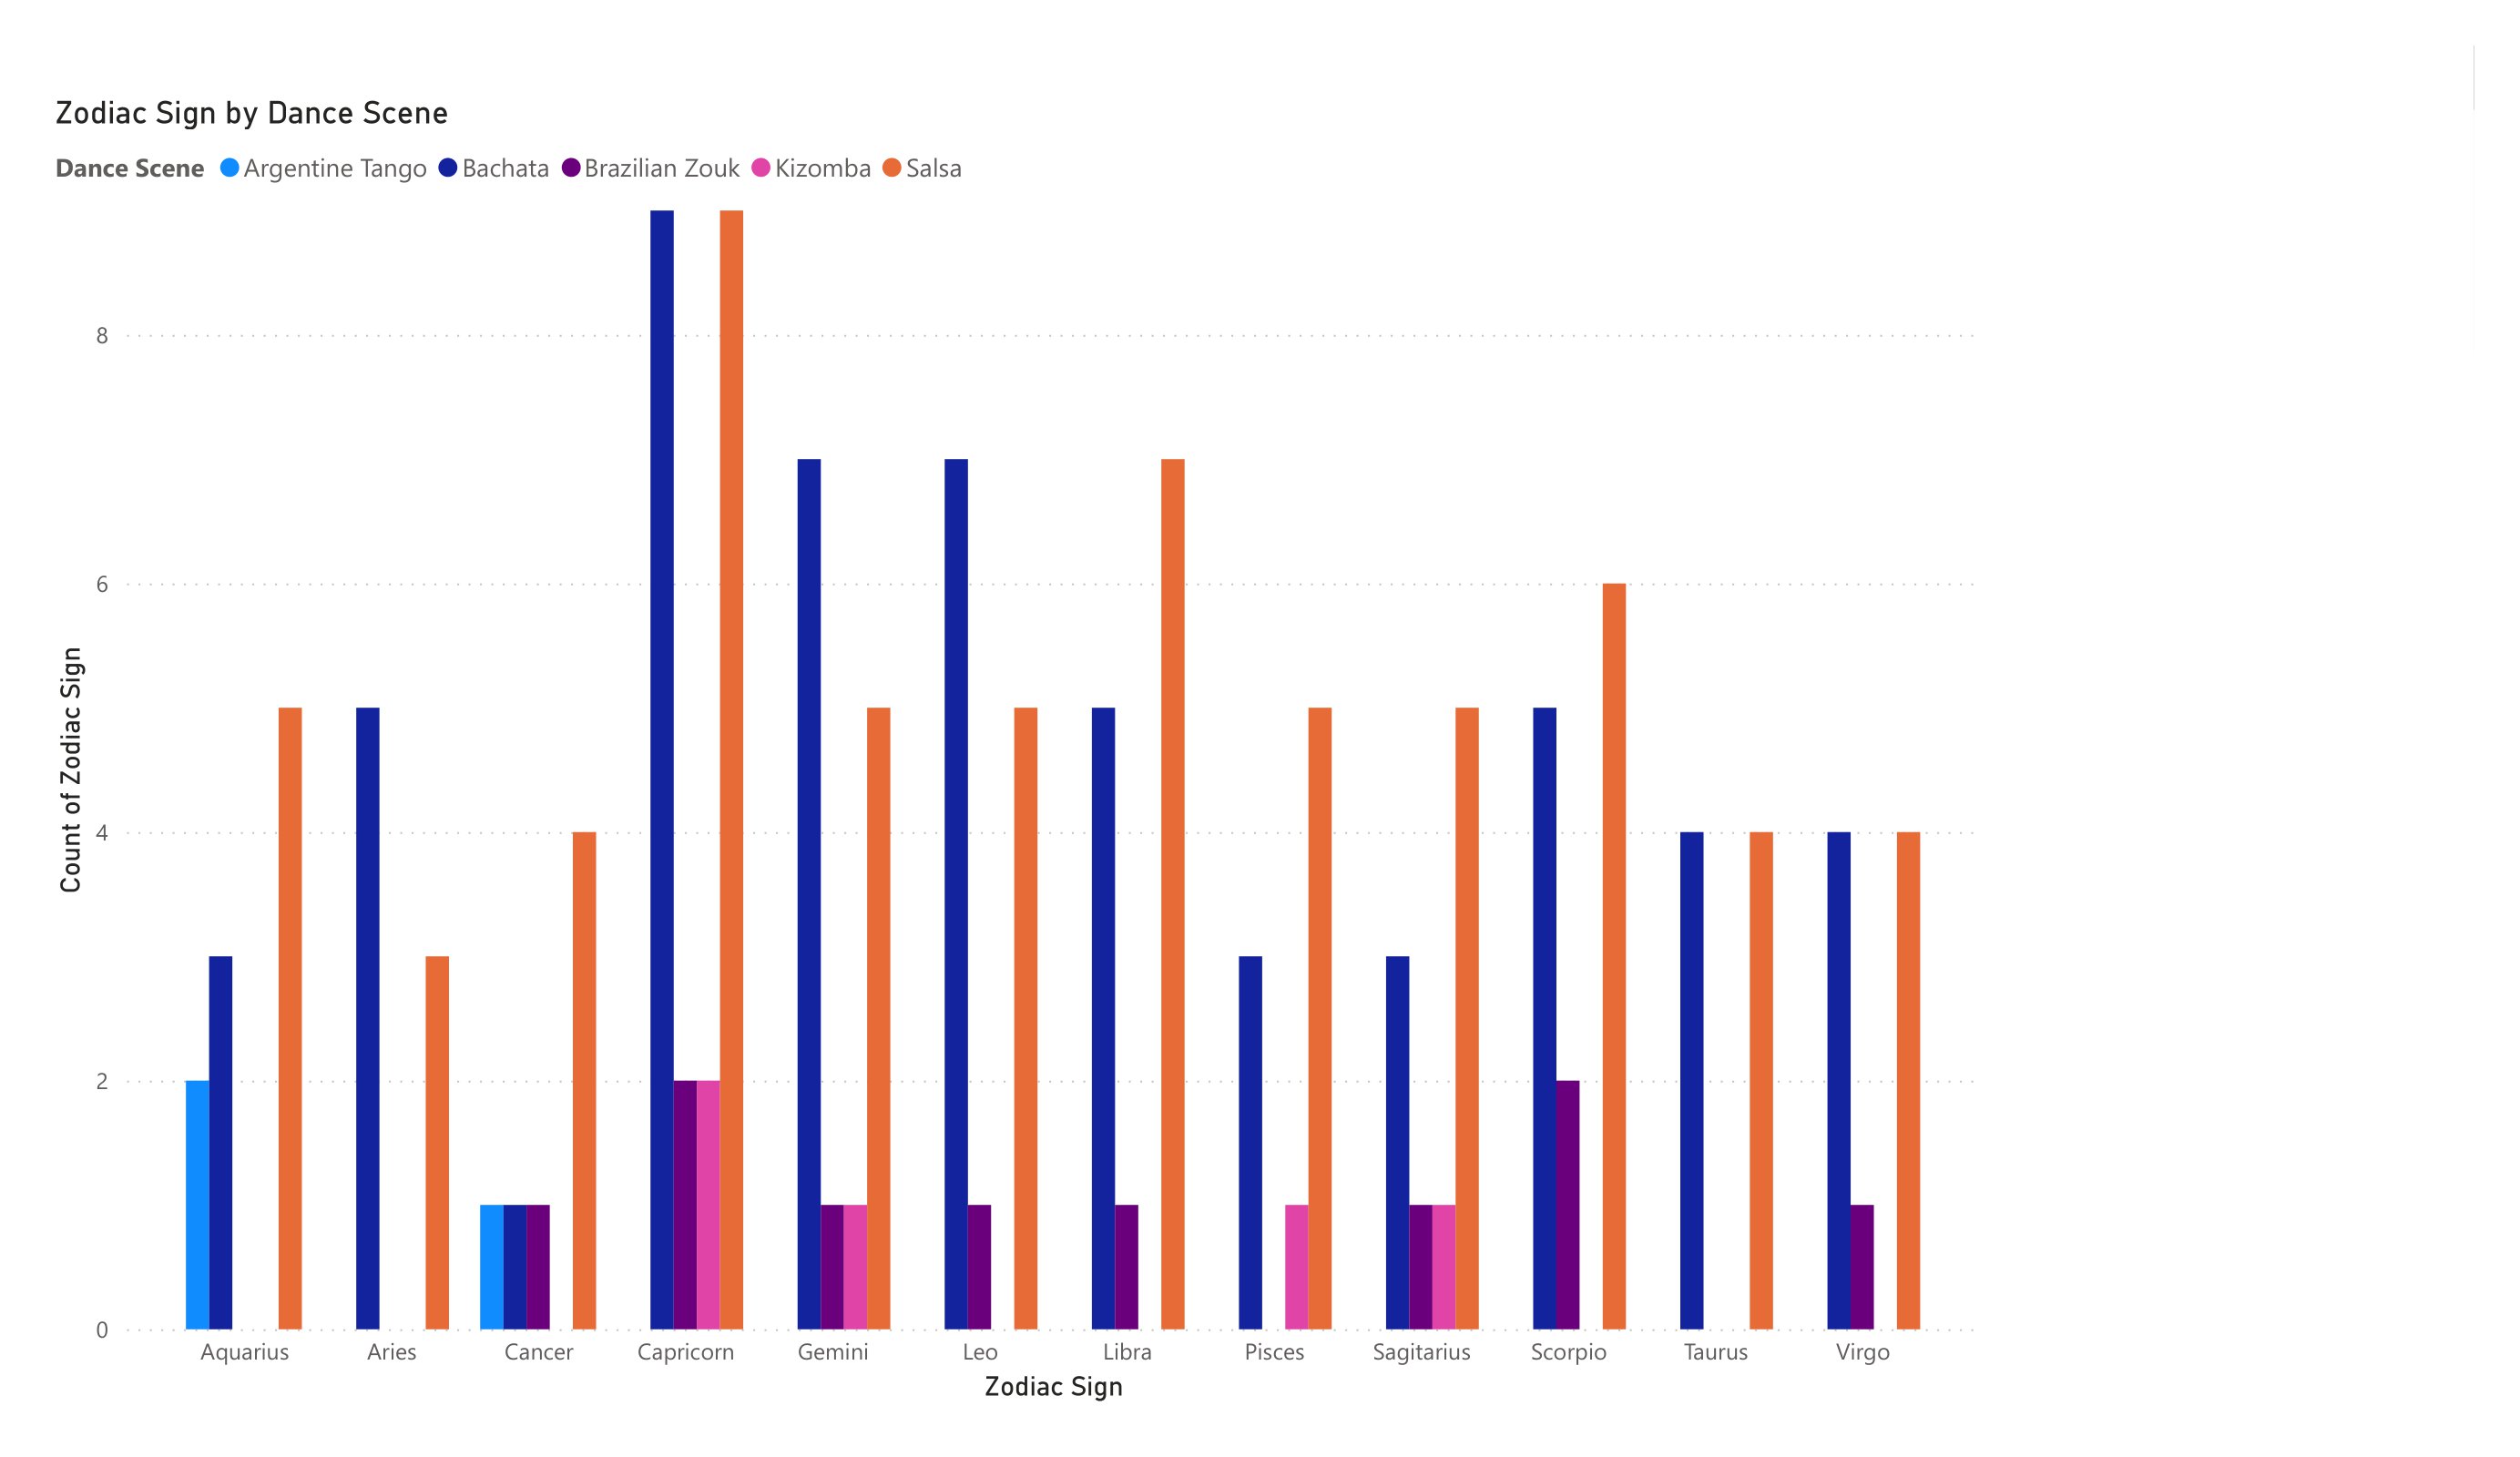 Zodiac Sign by Dance Scene
Dance Scene Argentine Tango Bachata Brazilian Zouk Kizomba Salsa
8
6
4
2
0
Count of Zodiac Sign
Aquarius Aries Cancer Capricorn Gemini Leo Libra Pisces Sagitarius Scorpio Taurus Virgo
Zodiac Sign